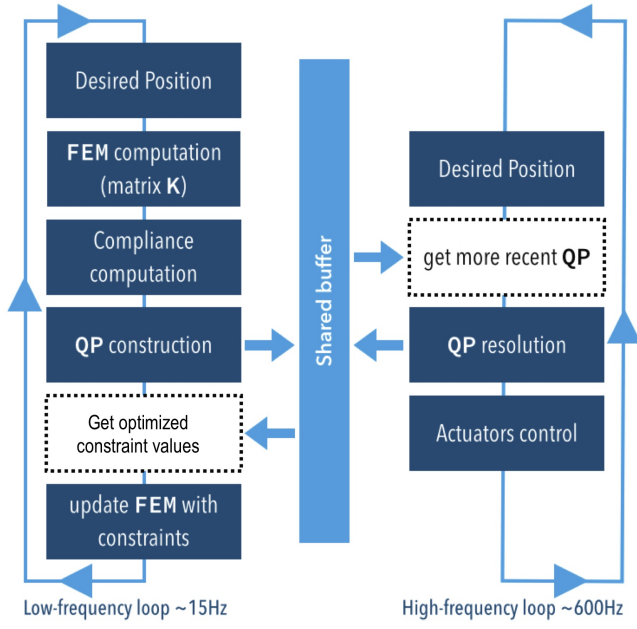 Desired Position
FEM computation
(matrix K)
Compliance
computation
QP construction
Get optimized
constraint values
update FEM with
constraints
Low-frequency loop ~15Hz
Shared buffer
Desired Position
get more recent QP
QP resolution
Actuators control
High-frequency loop ~600Hz